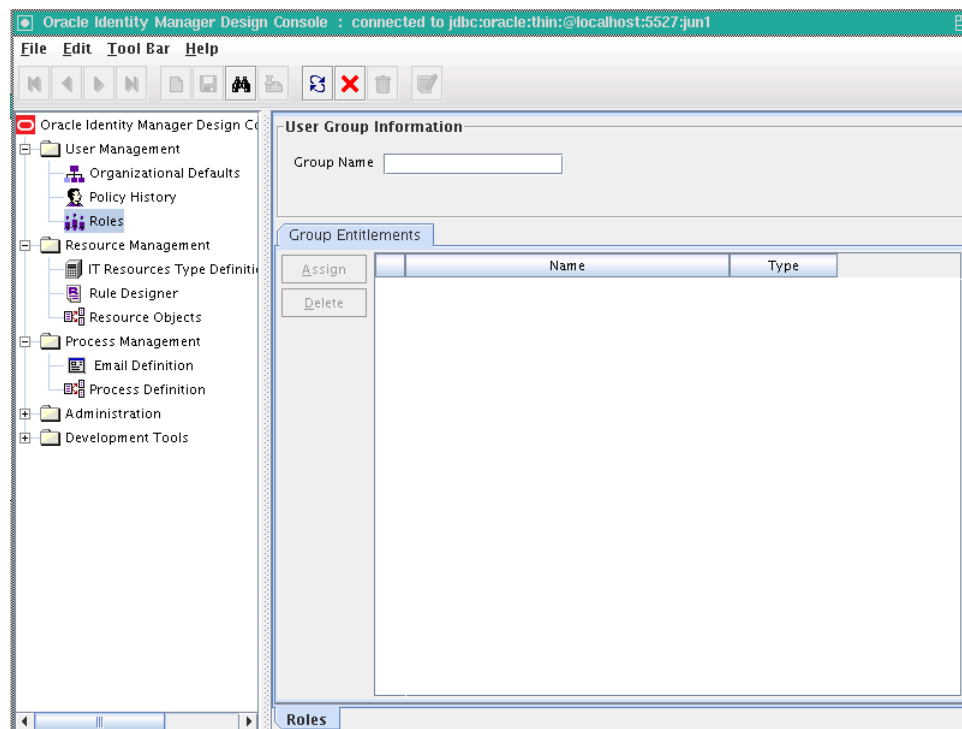 Oracle Identity Manager Design Console : connected to jdbc:oracle:thin:@localhost:5527:jun1
File Edit Tool Bar Help
Oracle Identity Manager Design Co
User Management
Organizational Defaults
Policy History
Roles
Resource Management
IT Resources Type Definiti
Rule Designer
Resource Objects
Process Management
Email Definition
Process Definition
Administration
Development Tools
User Group Information
Group Name
Group Entitlements
Assign
Delete
Name Type
Roles